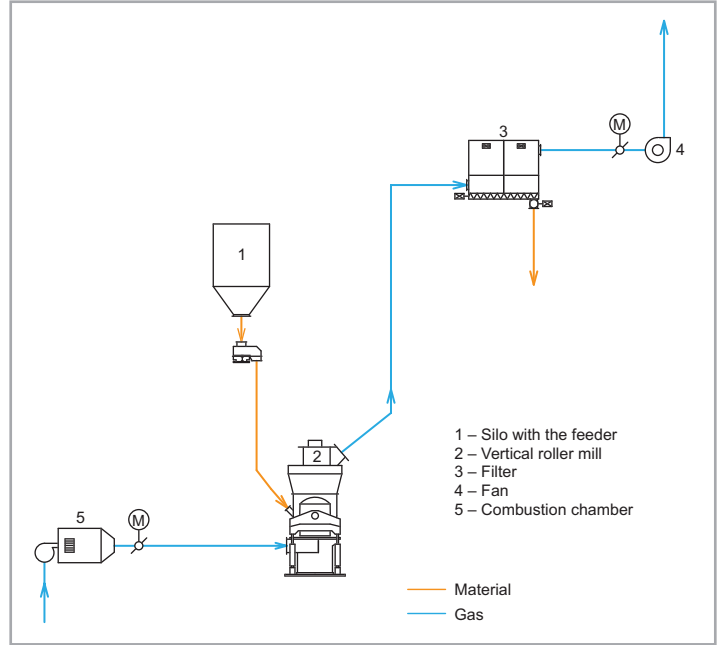 3
M
4
1
1 – Silo with the feeder
2 – Vertical roller mill
3 – Filter
4 – Fan
5 – Combustion chamber
2
5
M
Material
Gas